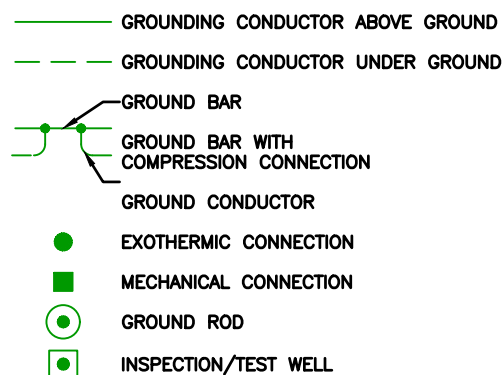 GROUNDING CONDUCTOR ABOVE GROUND
GROUNDING CONDUCTOR UNDER GROUND
GROUND BAR
GROUND BAR WITH
COMPRESSION CONNECTION
GROUND CONDUCTOR
EXOTHERMIC CONNECTION
MECHANICAL CONNECTION
GROUND ROD
INSPECTION/TEST WELL